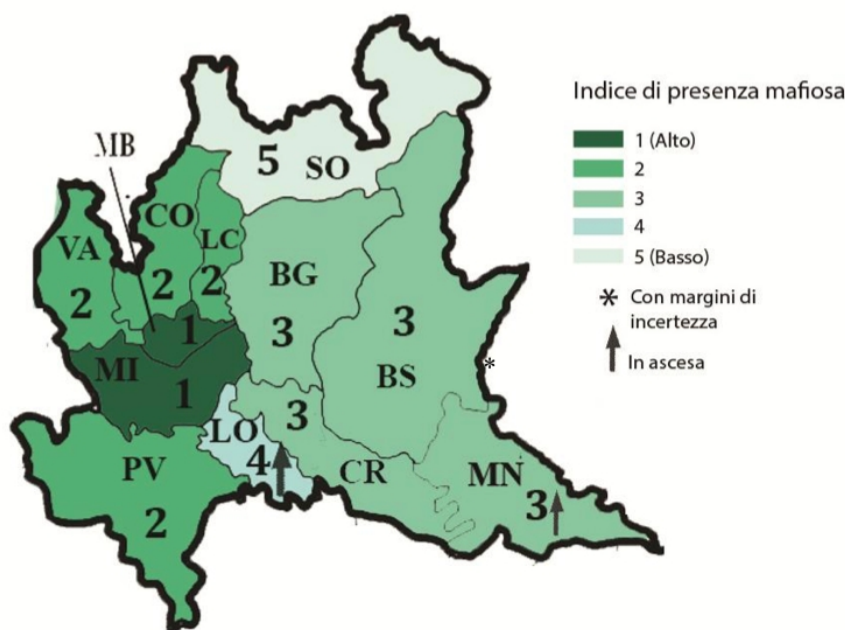 Indice di presenza mafiosa
1 (Alto)
2
3
4
5 (Basso)
* Con margini di
incertezza
In ascesa
MB
5 SO
CO
2
LC
2
VA
2
BG
3
1
MI
1
3
BS
*
3
LO
4
CR
MN
3
PV
2